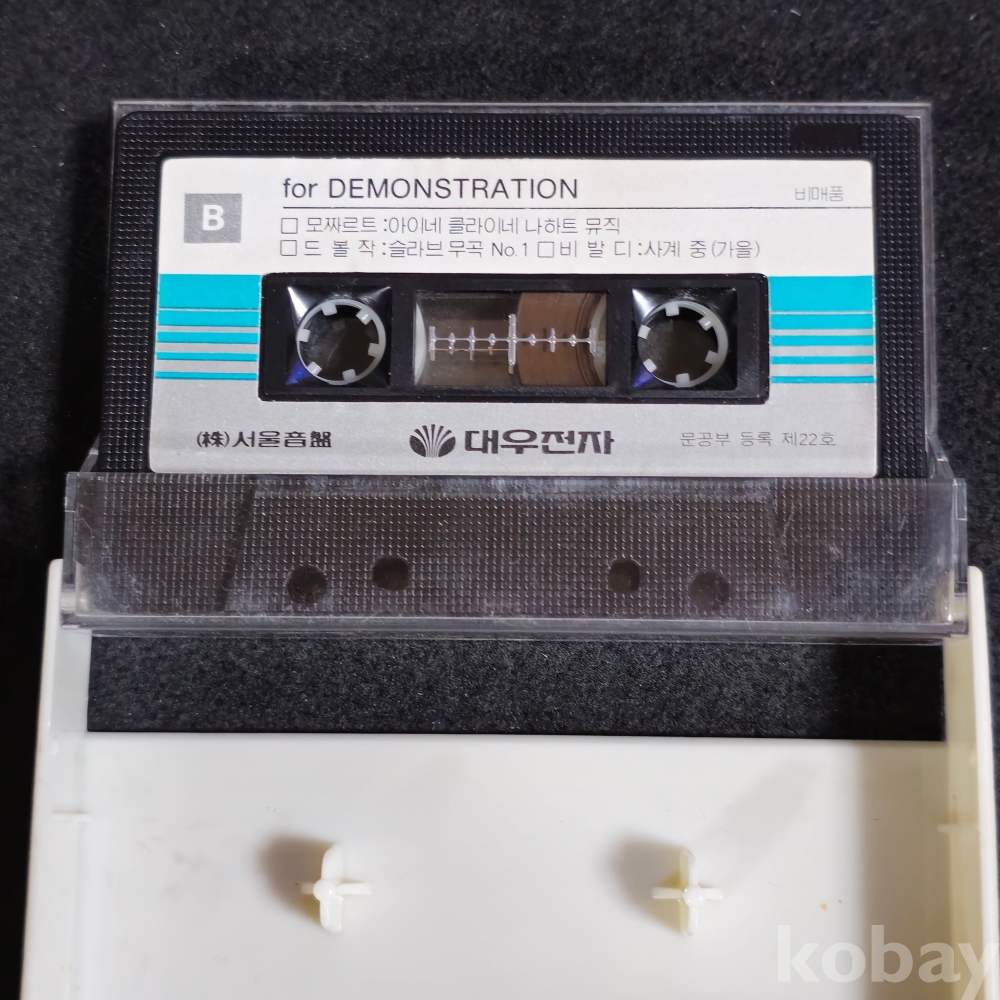 for DEMONSTRATION
비매품
B
□ 모짜르트 :아이네 클라이네 나하트 뮤직
□ 드 볼 작 :슬라브무곡 No.1 □ 비 발 디 :사계 중(가을)
(株)서울音盤
대우전자
문공부 등록 제22호
kobay